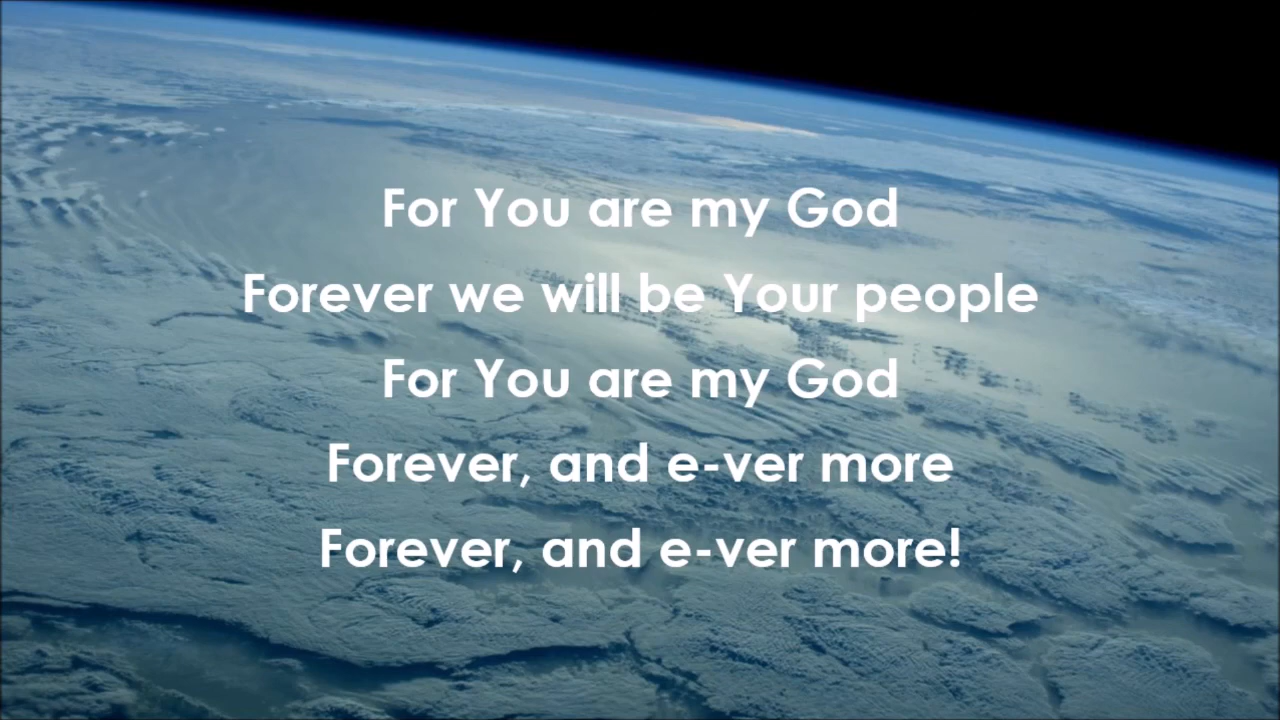 For You are my God
Forever we will be Your people
For You are my God
Forever, and e-ver more
Forever, and e-ver more!